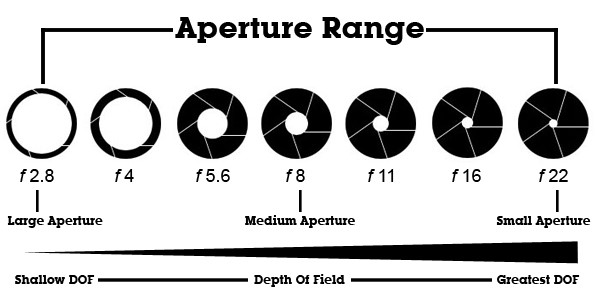 Aperture Range
f 2.8 f 4 f 5.6 f 8 f 11 f 16 f 22
Large Aperture Medium Aperture Small Aperture
Shallow DOF Depth Of Field Greatest DOF